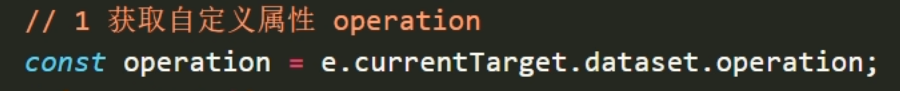 // 1 获取自定义属性 operation
const operation = e.currentTarget.dataset.operation;